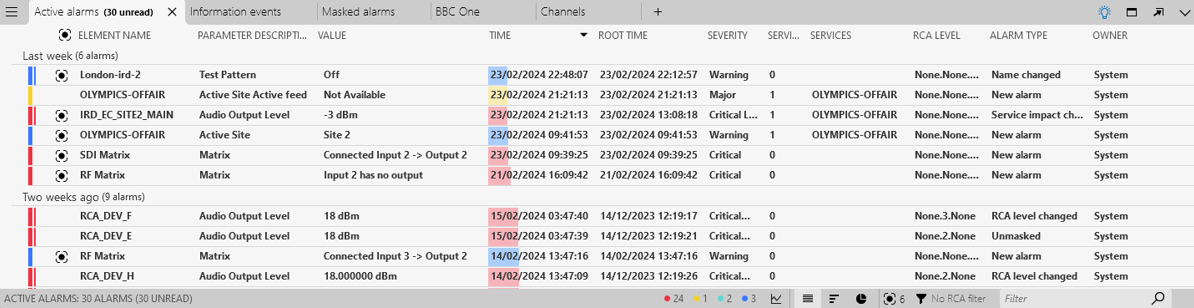 Active alarms (30 unread) Information events Masked alarms BBC One Channels
ELEMENT NAME PARAMETER DESCRIPTI... VALUE TIME ROOT TIME SEVERITY SERVI... SERVICES RCA LEVEL ALARM TYPE OWNER
Last week (6 alarms)
London-ird-2 Test Pattern Off 23/02/2024 22:48:07 23/02/2024 22:12:57 Warning 0 None.None.... Name changed System
OLYMPICS-OFFAIR Active Site Active feed Not Available 23/02/2024 21:21:13 23/02/2024 21:21:13 Major 1 OLYMPICS-OFFAIR None.None.... New alarm System
IRD_EC_SITE2_MAIN Audio Output Level -3 dBm 23/02/2024 21:21:13 23/02/2024 13:08:18 Critical L... 1 OLYMPICS-OFFAIR None.None.... Service impact ch... System
OLYMPICS-OFFAIR Active Site Site 2 23/02/2024 09:41:53 23/02/2024 09:41:53 Warning 1 OLYMPICS-OFFAIR None.None.... New alarm System
SDI Matrix Matrix Connected Input 2 -> Output 2 23/02/2024 09:39:25 23/02/2024 09:39:25 Critical 0 None.None.... New alarm System
RF Matrix Matrix Input 2 has no output 21/02/2024 16:09:42 21/02/2024 16:09:42 Critical 0 None.None.... New alarm System
Two weeks ago (9 alarms)
RCA_DEV_F Audio Output Level 18 dBm 15/02/2024 03:47:40 14/12/2023 12:19:17 Critical... 0 None.3.None RCA level changed System
RCA_DEV_E Audio Output Level 18 dBm 15/02/2024 03:47:39 14/12/2023 12:19:21 Critical... 0 None.2.None Unmasked System
RF Matrix Matrix Connected Input 3 -> Output 2 14/02/2024 13:47:16 14/02/2024 13:47:16 Warning 0 None.None.... New alarm System
RCA_DEV_H Audio Output Level 18.000000 dBm 14/02/2024 13:47:09 14/12/2023 12:19:26 Critical... 0 None.2.None RCA level changed System
ACTIVE ALARMS: 30 ALARMS (30 UNREAD) 24 1 2 3 6 No RCA filter Filter